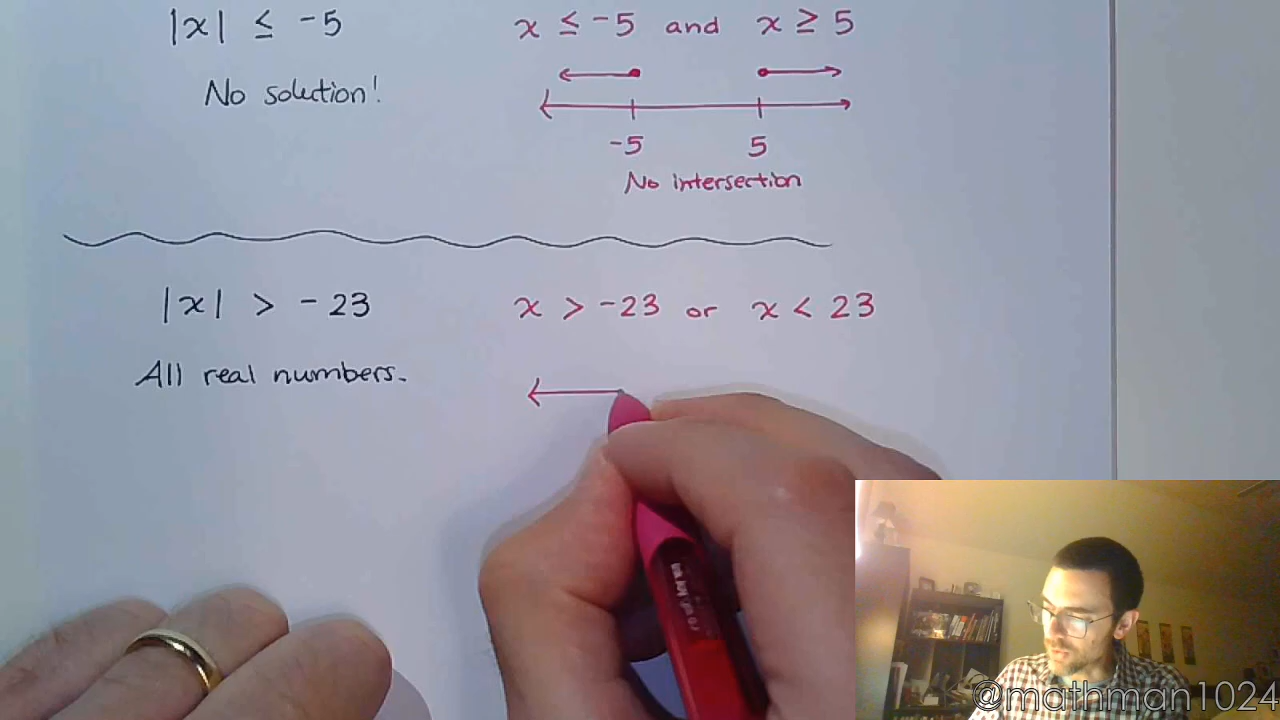 |x| ≤ -5
x ≤ -5 and x ≥ 5
No solution!
-5 5
No intersection
|x| > -23
x > -23 or x < 23
All real numbers.
@mathman1024